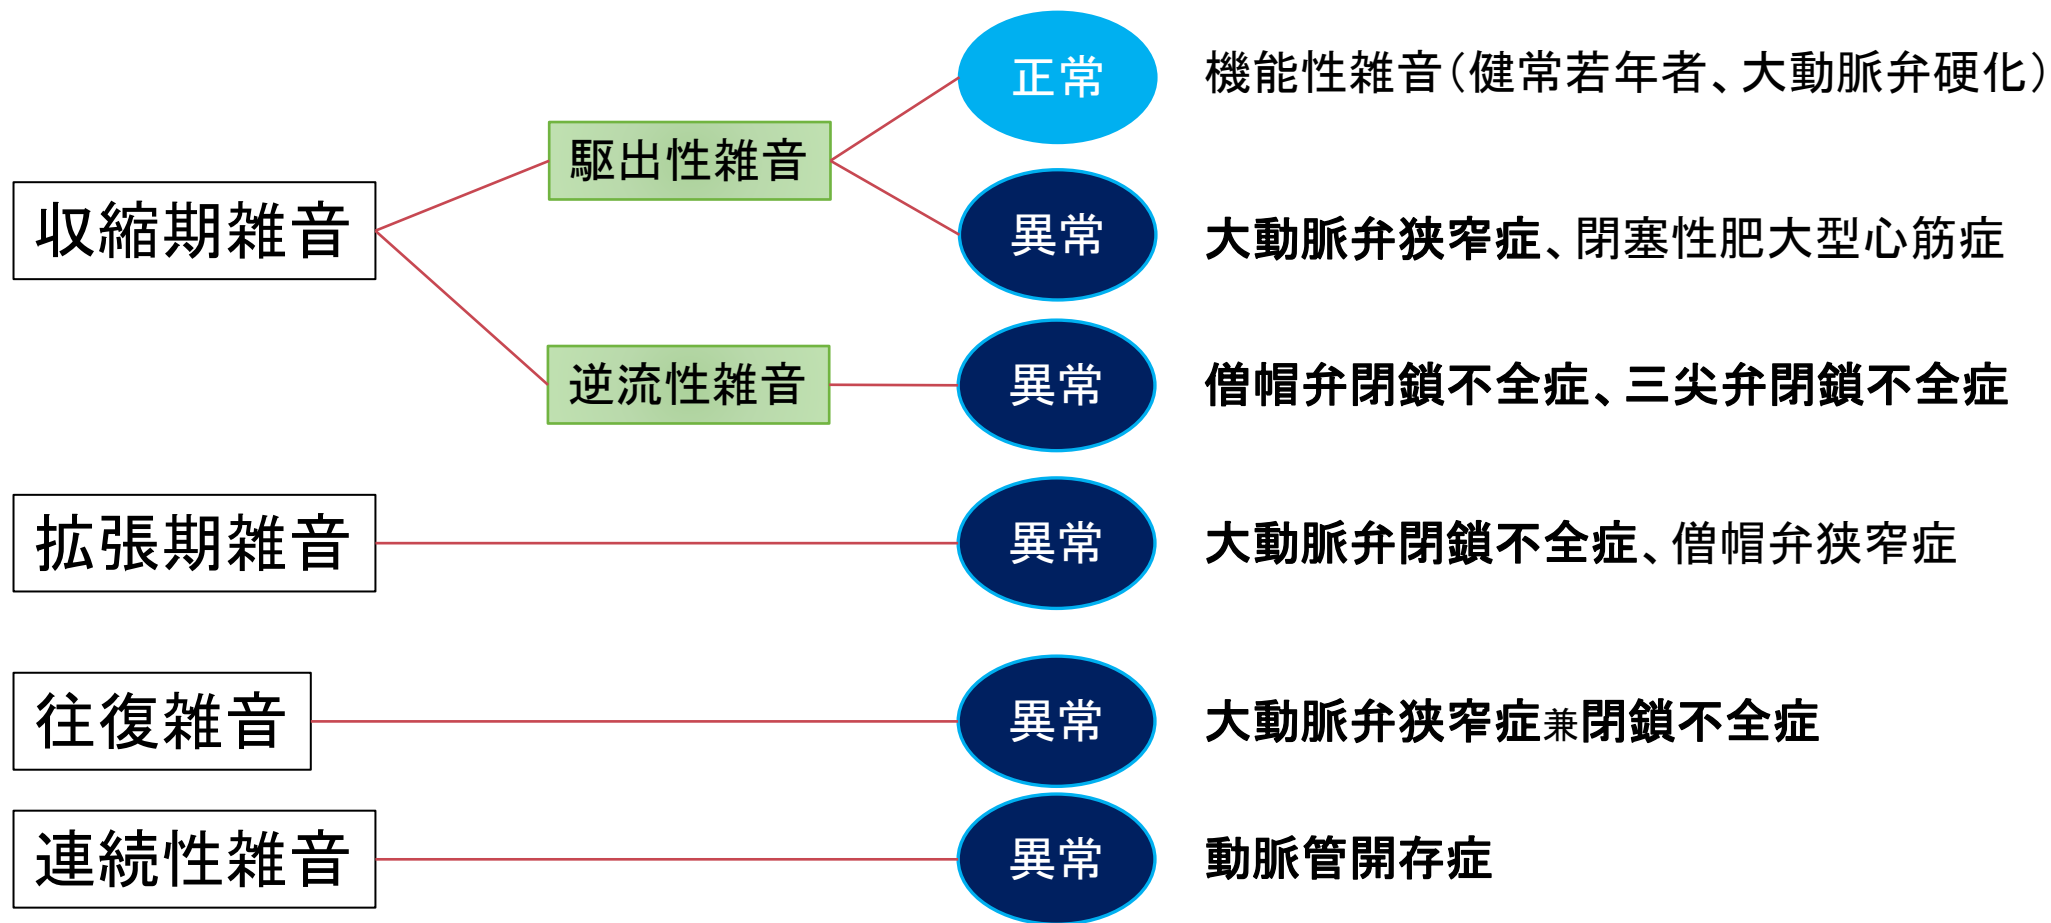 収縮期雑音
駆出性雑音
正常
機能性雑音（健常若年者、大動脈弁硬化）
異常
大動脈弁狭窄症、閉塞性肥大型心筋症
逆流性雑音
異常
僧帽弁閉鎖不全症、三尖弁閉鎖不全症
拡張期雑音
異常
大動脈弁閉鎖不全症、僧帽弁狭窄症
往復雑音
異常
大動脈弁狭窄症兼閉鎖不全症
連続性雑音
異常
動脈管開存症